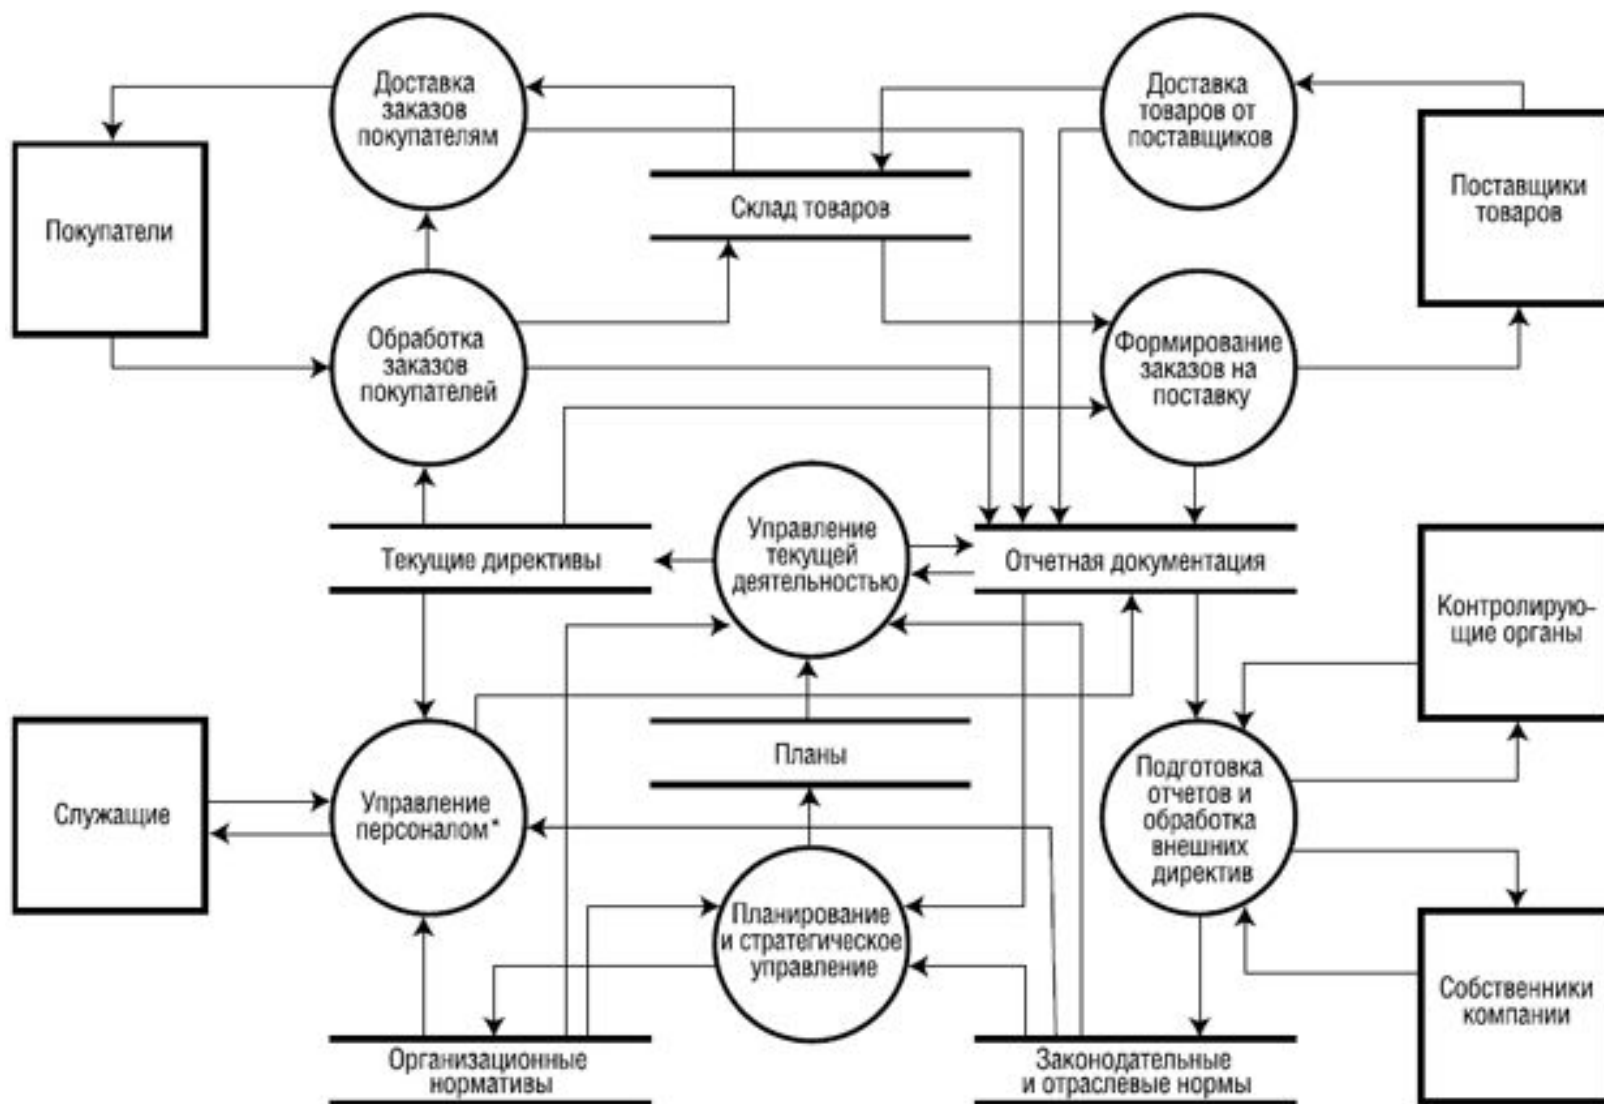 Доставка
заказов
покупателям
Доставка
товаров от
поставщиков
Покупатели
Склад товаров
Поставщики
товаров
Обработка
заказов
покупателей
Формирование
заказов на
поставку
Текущие директивы
Управление
текущей
деятельностью
Отчетная документация
Контролирую-
щие органы
Служащие
Управление
персоналом*
Планы
Подготовка
отчетов и
обработка
внешних
директив
Планирование
и стратегическое
управление
Собственники
компании
Организационные
нормативы
Законодательные
и отраслевые нормы